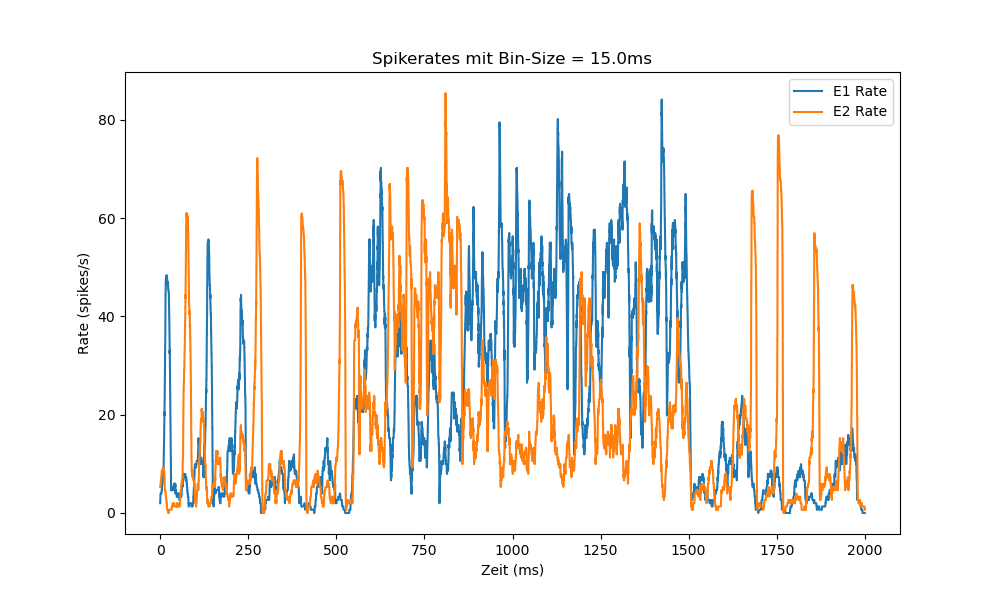 Spikerates mit Bin-Size = 15.0ms
E1 Rate
E2 Rate
Rate (spikes/s)
80
60
40
20
0
0 250 500 750 1000 1250 1500 1750 2000
Zeit (ms)